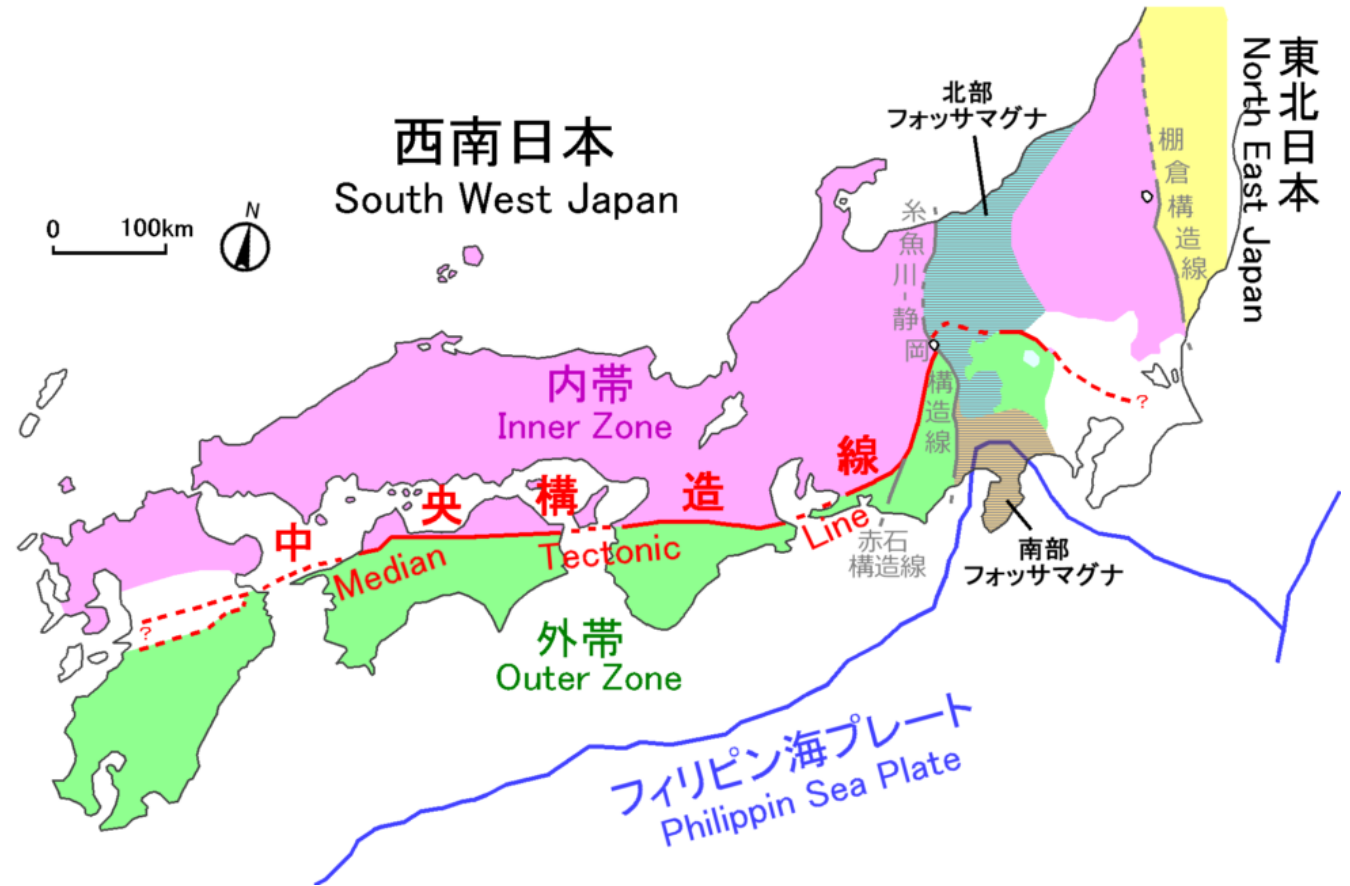 西南日本
South West Japan
東北日本
North East Japan
北部
フォッサマグナ
棚倉構造線
糸魚川-静岡構造線
0 100km
N
内帯
Inner Zone
中央構造線
Median Tectonic Line
?
?
赤石
構造線
南部
フォッサマグナ
外帯
Outer Zone
フィリピン海プレート
Philippin Sea Plate